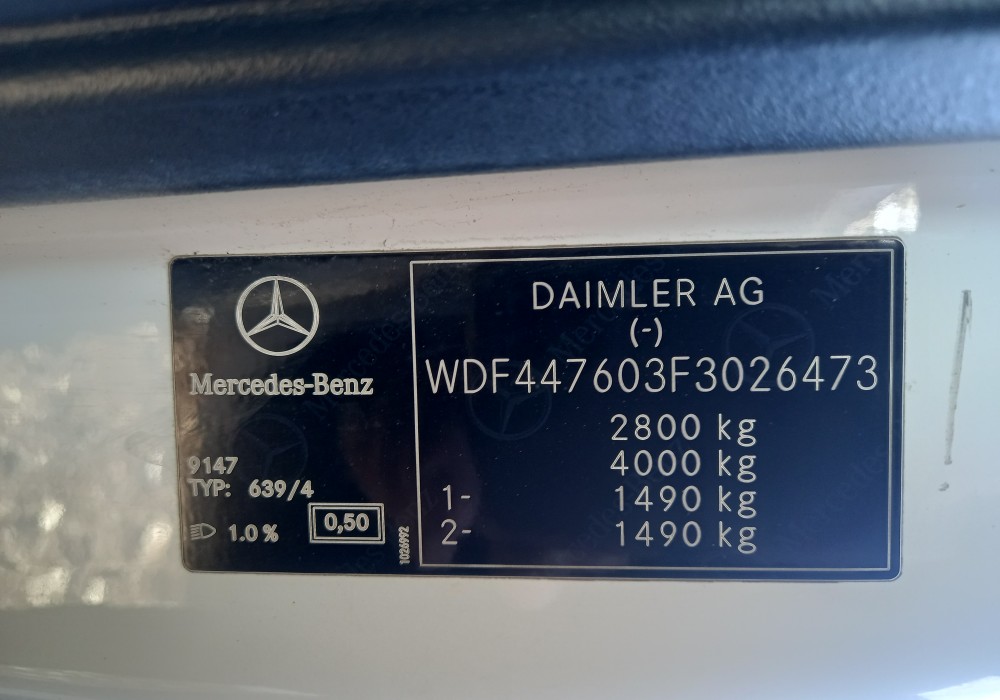 Mercedes-Benz
9147
TYP: 639/4
1.0 %
0,50
1026992
DAIMLER AG
(-)
WDF447603F3026473
2800 kg
4000 kg
1- 1490 kg
2- 1490 kg